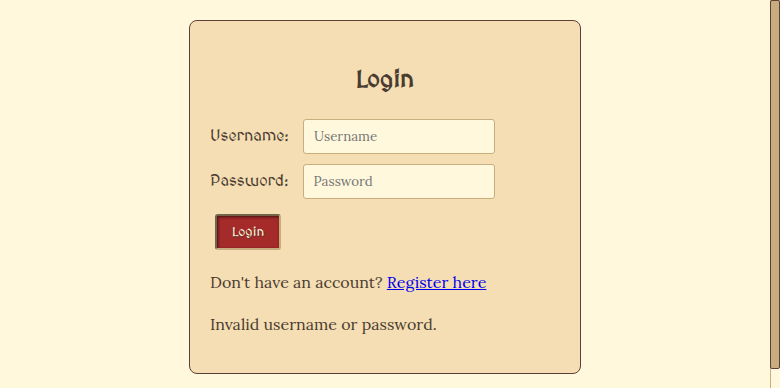 Login
Username: Username
Password: Password
Login
Don't have an account? Register here
Invalid username or password.